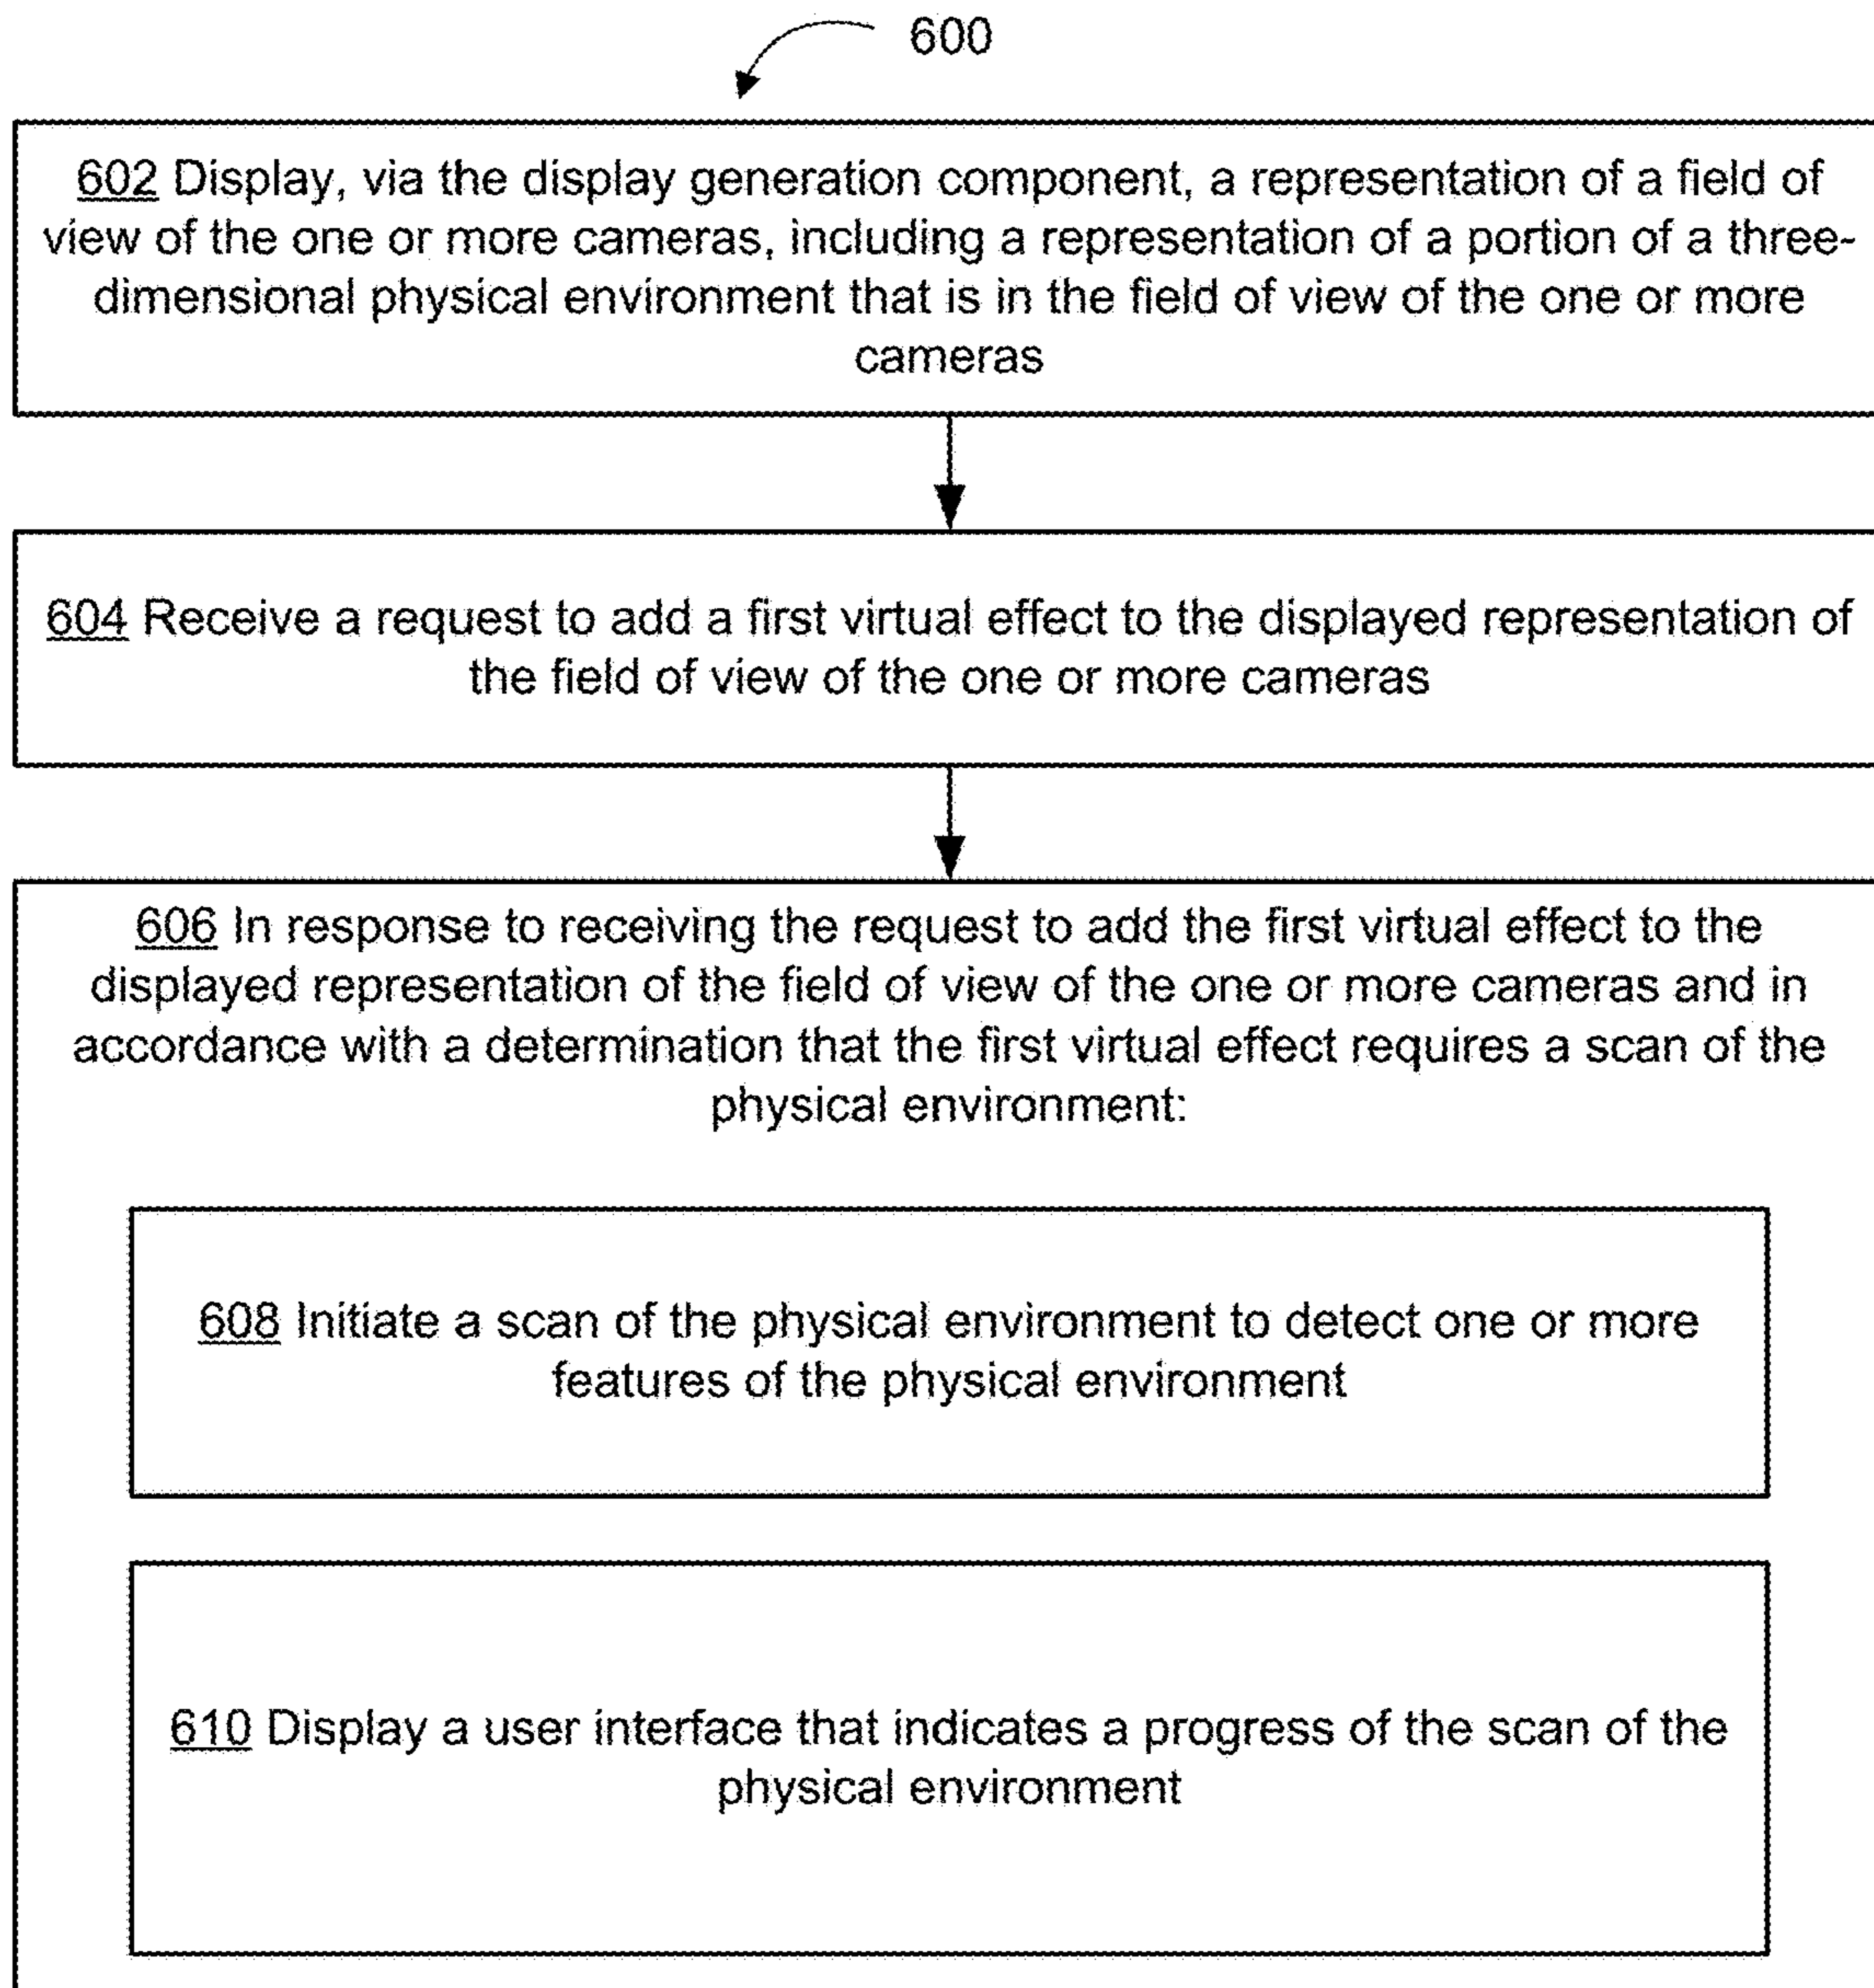 600
602 Display, via the display generation component, a representation of a field of
view of the one or more cameras, including a representation of a portion of a three-
dimensional physical environment that is in the field of view of the one or more
cameras
604 Receive a request to add a first virtual effect to the displayed representation of
the field of view of the one or more cameras
606 In response to receiving the request to add the first virtual effect to the
displayed representation of the field of view of the one or more cameras and in
accordance with a determination that the first virtual effect requires a scan of the
physical environment:
608 Initiate a scan of the physical environment to detect one or more
features of the physical environment
610 Display a user interface that indicates a progress of the scan of the
physical environment